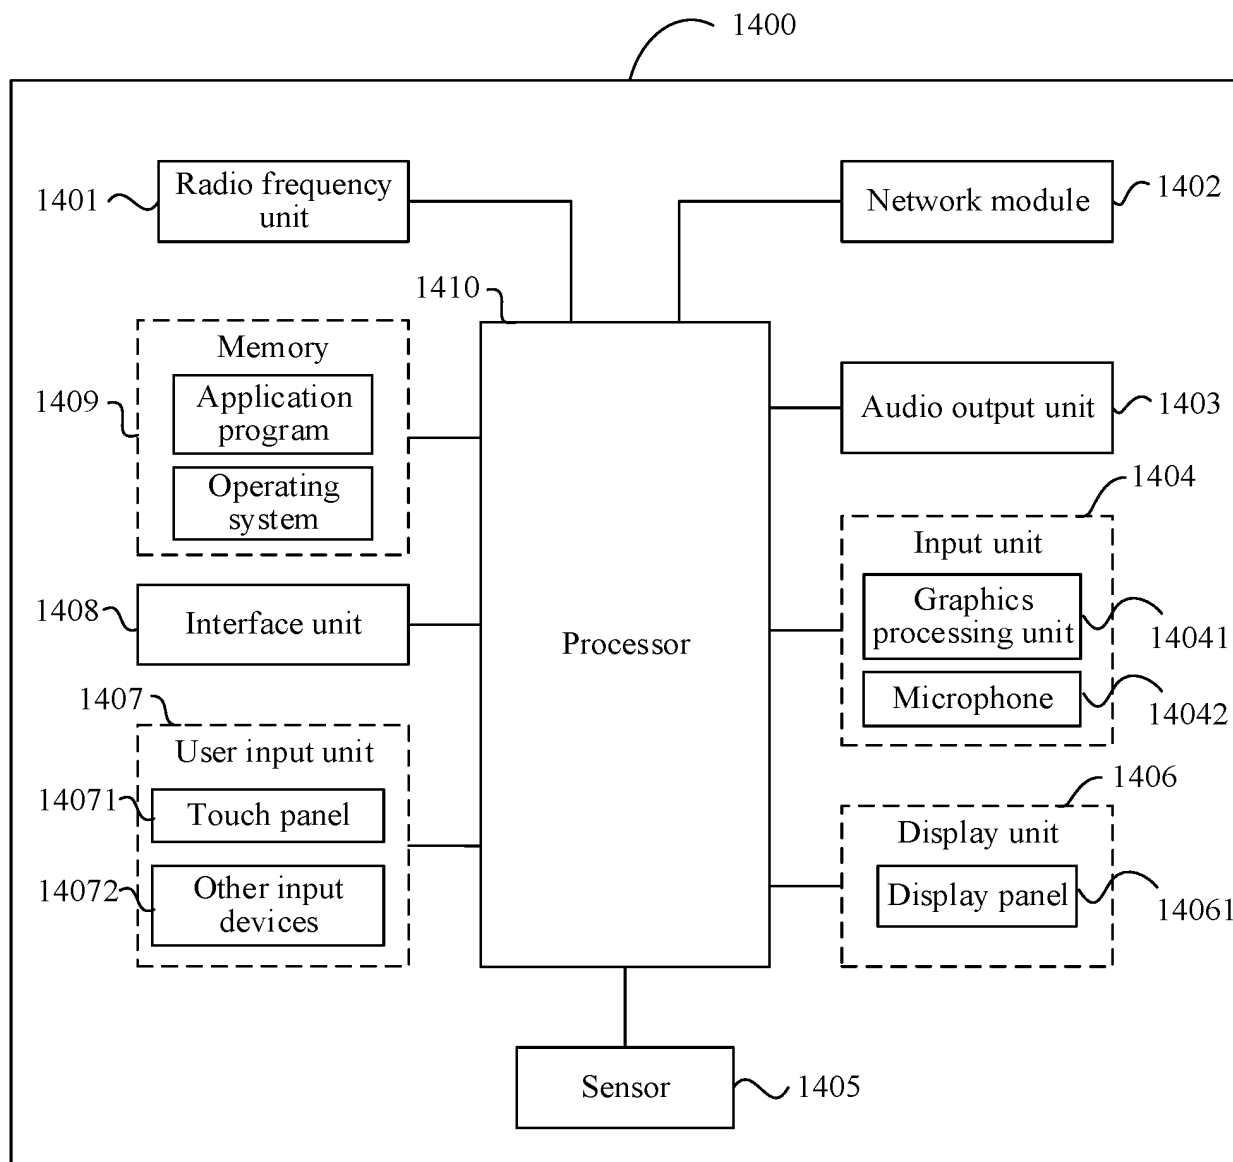 1400
1401
Radio frequency
unit
Network module
1402
1410
Memory
1409
Application
program
Operating
system
Audio output unit
1403
1404
Input unit
Graphics
processing unit
14041
Microphone
14042
1408
Interface unit
Processor
1407
User input unit
14071
Touch panel
14072
Other input
devices
1406
Display unit
Display panel
14061
Sensor
1405